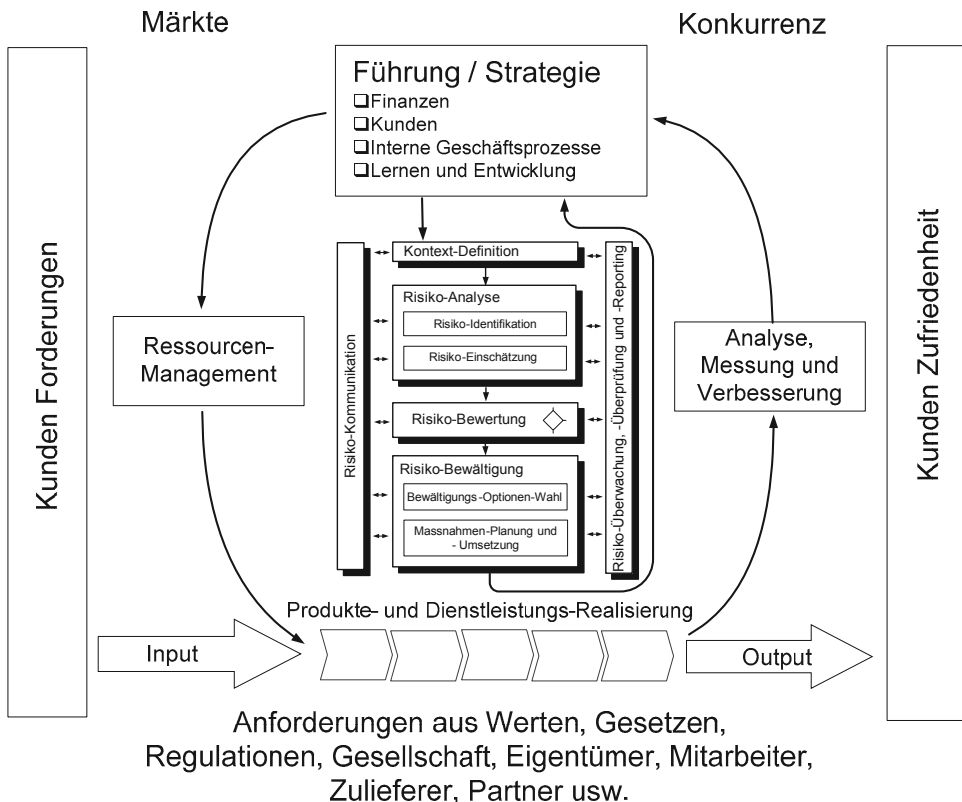 Märkte
Konkurrenz
Kunden Forderungen
Führung / Strategie
❑Finanzen
❑Kunden
❑Interne Geschäftsprozesse
❑Lernen und Entwicklung
Kunden Zufriedenheit
Ressourcen-
Management
Risiko-Kommunikation
Kontext-Definition
Risiko-Analyse
Risiko-Identifikation
Risiko-Einschätzung
Risiko-Bewertung
Risiko-Bewältigung
Bewältigungs-Optionen-Wahl
Massnahmen-Planung und
- Umsetzung
Risiko-Überwachung, -Überprüfung und -Reporting
Analyse,
Messung und
Verbesserung
Produkte- und Dienstleistungs-Realisierung
Input
Output
Anforderungen aus Werten, Gesetzen,
Regulationen, Gesellschaft, Eigentümer, Mitarbeiter,
Zulieferer, Partner usw.